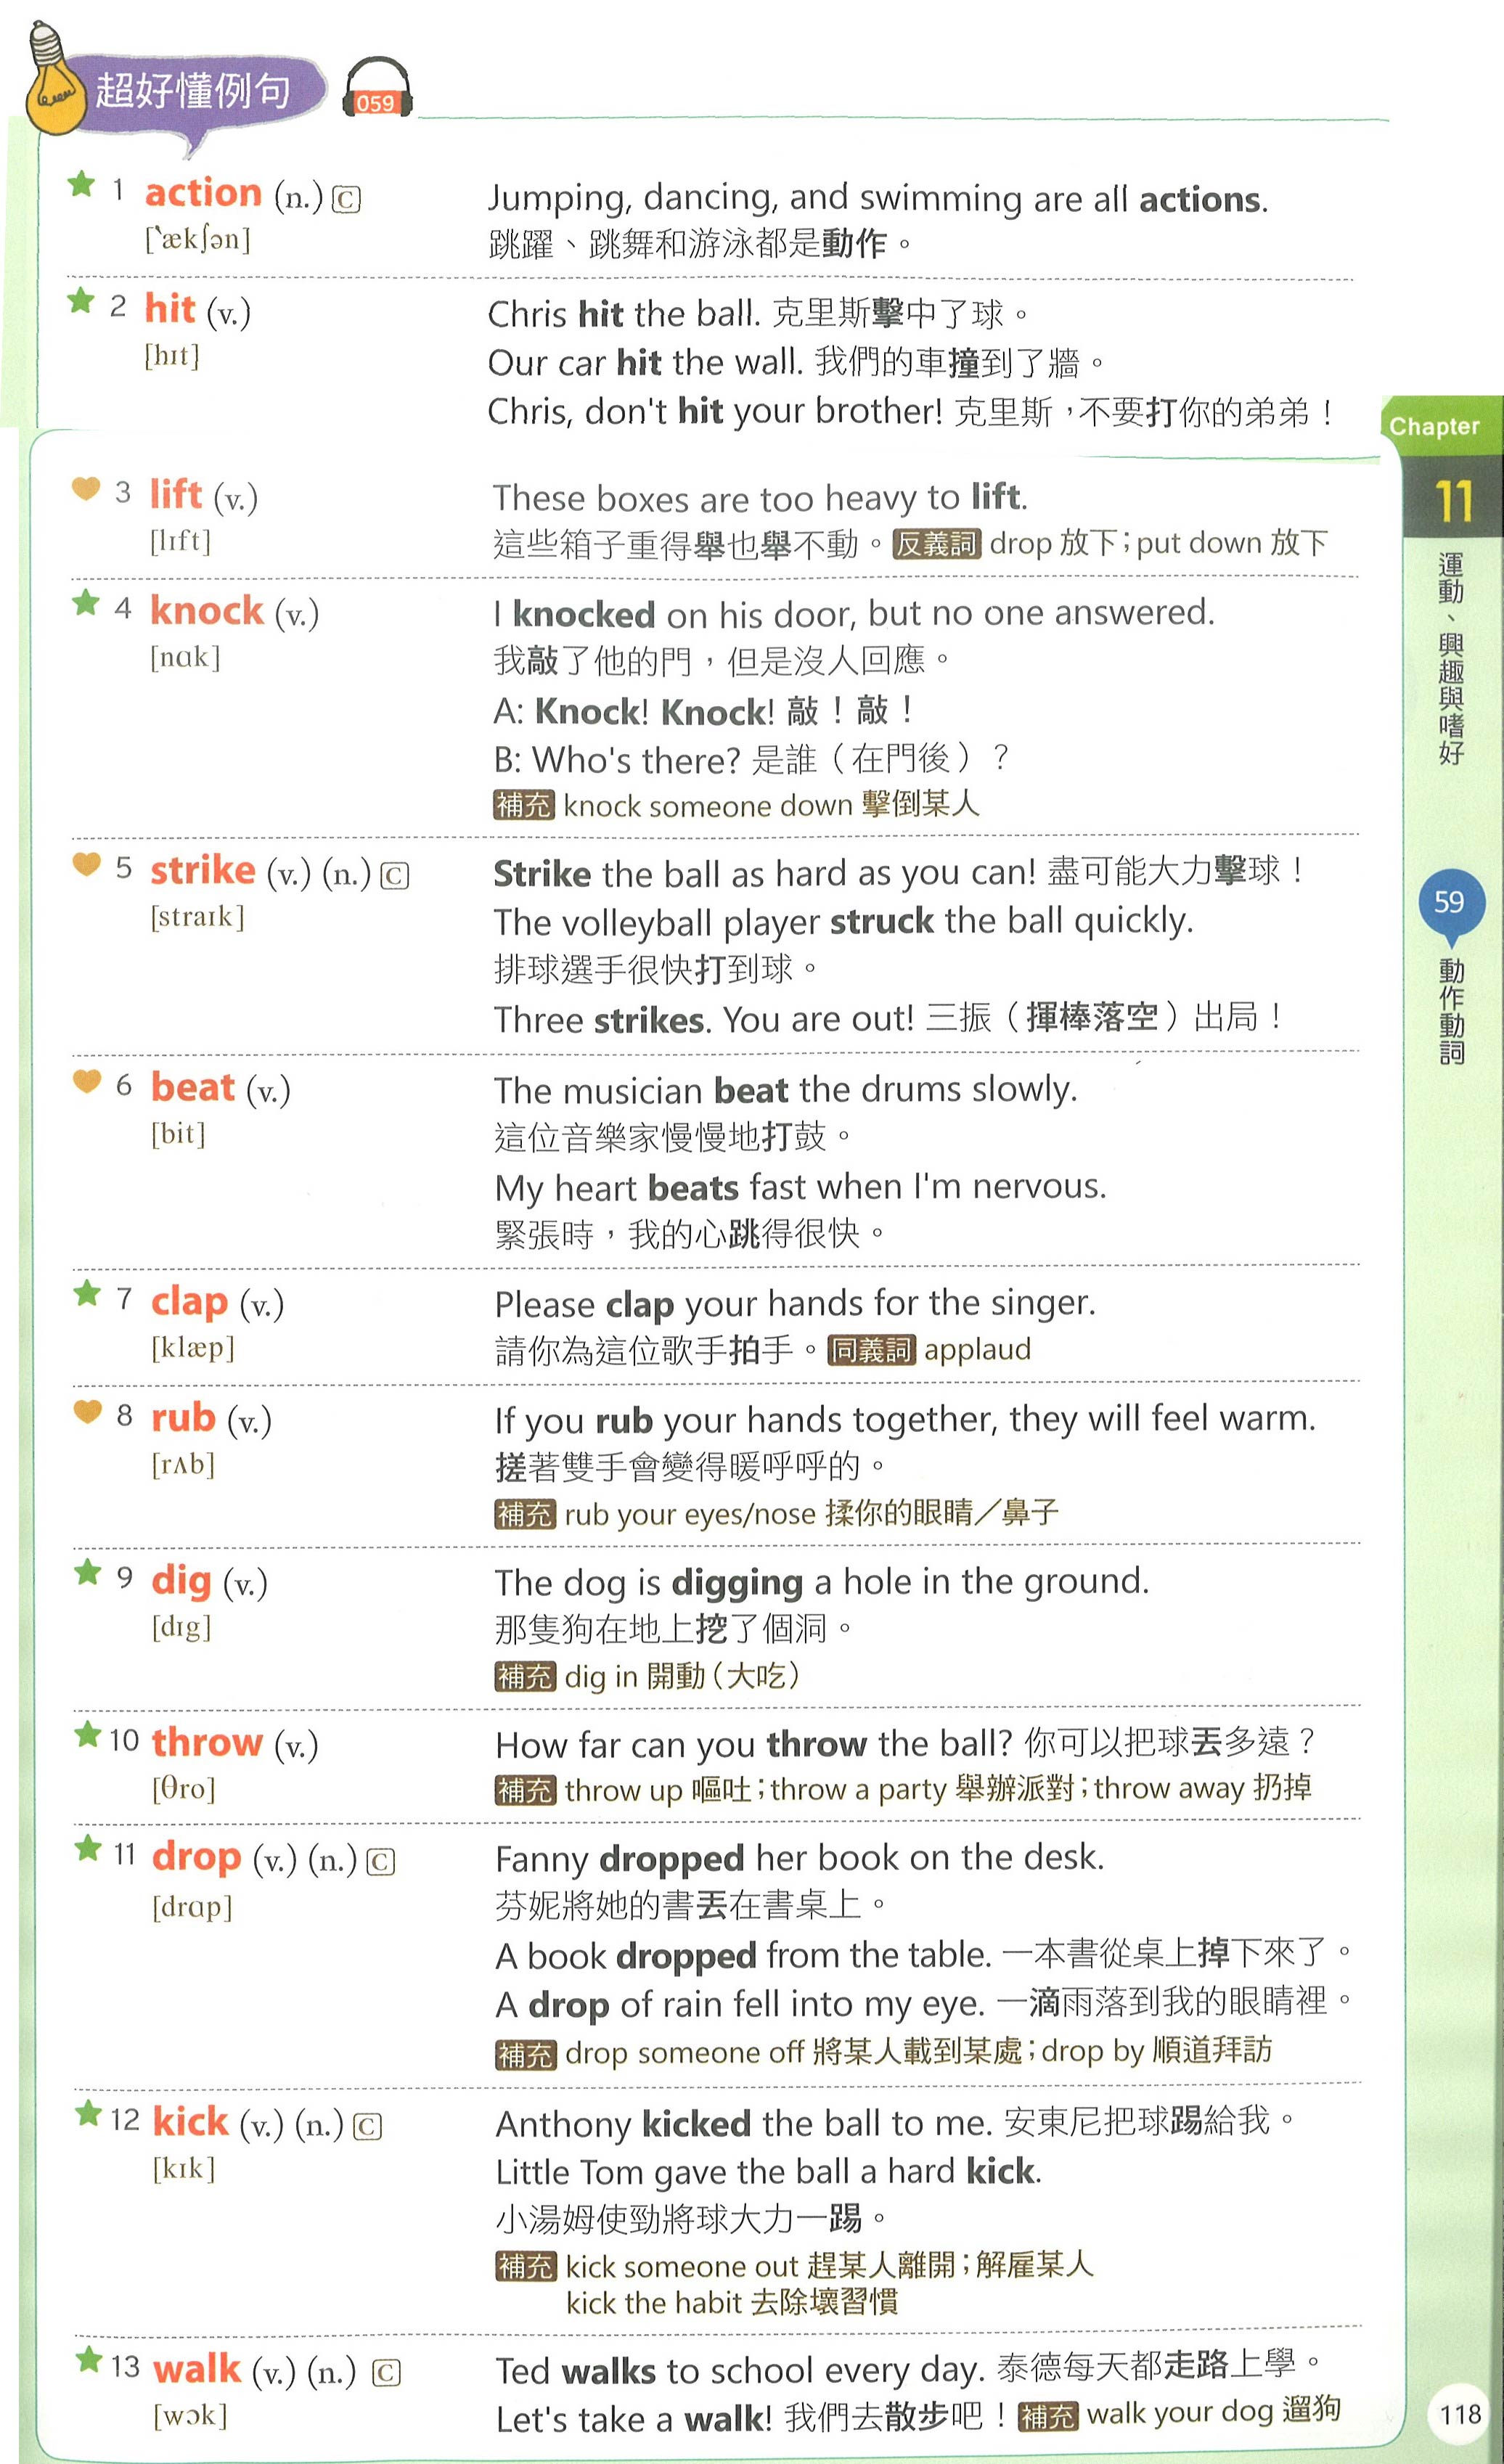 超好懂例句 059
1 action (n.) C
[ˋækʃən]
Jumping, dancing, and swimming are all actions.
跳躍、跳舞和游泳都是動作。
2 hit (v.)
[hɪt]
Chris hit the ball. 克里斯擊中了球。
Our car hit the wall. 我們的車撞到了牆。
Chris, don't hit your brother! 克里斯，不要打你的弟弟！
3 lift (v.)
[lɪft]
These boxes are too heavy to lift.
這些箱子重得舉也舉不動。反義詞 drop 放下；put down 放下
4 knock (v.)
[nɑk]
I knocked on his door, but no one answered.
我敲了他的門，但是沒人回應。
A: Knock! Knock! 敲！敲！
B: Who's there? 是誰（在門後）？
補充 knock someone down 擊倒某人
5 strike (v.) (n.) C
[straɪk]
Strike the ball as hard as you can! 盡可能大力擊球！
The volleyball player struck the ball quickly.
排球選手很快打到球。
Three strikes. You are out! 三振（揮棒落空）出局！
6 beat (v.)
[bit]
The musician beat the drums slowly.
這位音樂家慢慢地打鼓。
My heart beats fast when I'm nervous.
緊張時，我的心跳得很快。
7 clap (v.)
[klæp]
Please clap your hands for the singer.
請你為這位歌手拍手。同義詞 applaud
8 rub (v.)
[rʌb]
If you rub your hands together, they will feel warm.
搓著雙手會變得暖呼呼的。
補充 rub your eyes/nose 揉你的眼睛／鼻子
9 dig (v.)
[dɪg]
The dog is digging a hole in the ground.
那隻狗在地上挖了個洞。
補充 dig in 開動（大吃）
10 throw (v.)
[θro]
How far can you throw the ball? 你可以把球丟多遠？
補充 throw up 嘔吐；throw a party 舉辦派對；throw away 扔掉
11 drop (v.) (n.) C
[drɑp]
Fanny dropped her book on the desk.
芬妮將她的書丟在書桌上。
A book dropped from the table. 一本書從桌上掉下來了。
A drop of rain fell into my eye. 一滴雨落到我的眼睛裡。
補充 drop someone off 將某人載到某處；drop by 順道拜訪
12 kick (v.) (n.) C
[kɪk]
Anthony kicked the ball to me. 安東尼把球踢給我。
Little Tom gave the ball a hard kick.
小湯姆使勁將球大力一踢。
補充 kick someone out 趕某人離開；解雇某人
kick the habit 去除壞習慣
13 walk (v.) (n.) C
[wɔk]
Ted walks to school every day. 泰德每天都走路上學。
Let's take a walk! 我們去散步吧！補充 walk your dog 遛狗
Chapter
11
運動、興趣與嗜好
59
動作動詞
118